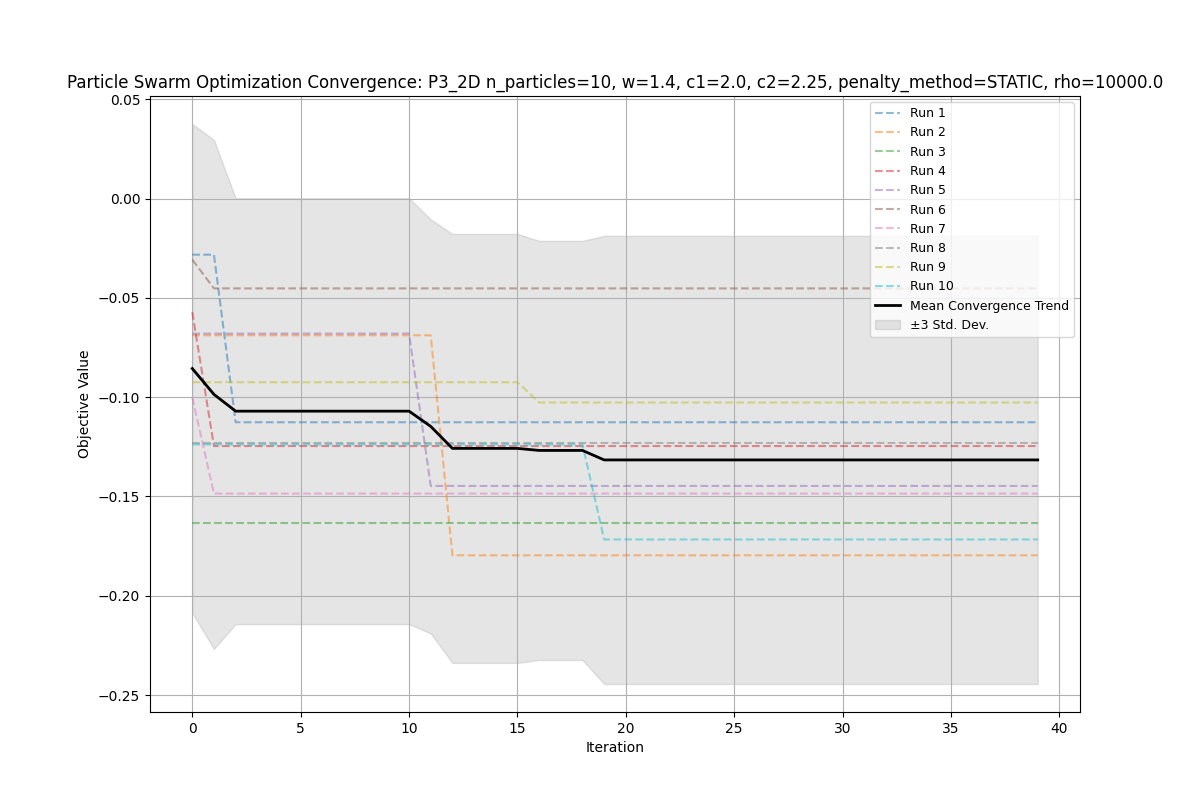 Particle Swarm Optimization Convergence: P3_2D n_particles=10, w=1.4, c1=2.0, c2=2.25, penalty_method=STATIC, rho=10000.0
Objective Value
0.05
0.00
−0.05
−0.10
−0.15
−0.20
−0.25
Run 1
Run 2
Run 3
Run 4
Run 5
Run 6
Run 7
Run 8
Run 9
Run 10
Mean Convergence Trend
±3 Std. Dev.
0 5 10 15 20 25 30 35 40
Iteration